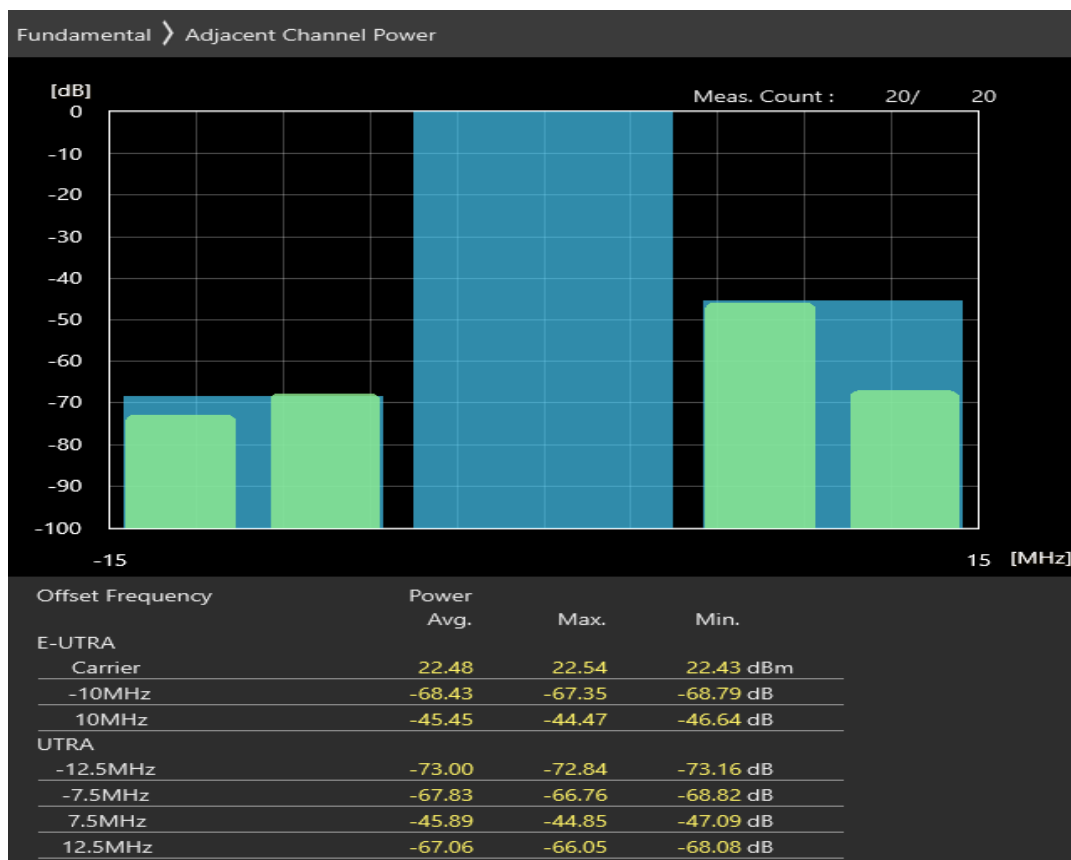 Fundamental 〉 Adjacent Channel Power
[dB]
Meas. Count : 20/ 20
0
-10
-20
-30
-40
-50
-60
-70
-80
-90
-100
-15 15 [MHz]
Offset Frequency Power
Avg. Max. Min.
E-UTRA
Carrier 22.48 22.54 22.43 dBm
-10MHz -68.43 -67.35 -68.79 dB
10MHz -45.45 -44.47 -46.64 dB
UTRA
-12.5MHz -73.00 -72.84 -73.16 dB
-7.5MHz -67.83 -66.76 -68.82 dB
7.5MHz -45.89 -44.85 -47.09 dB
12.5MHz -67.06 -66.05 -68.08 dB